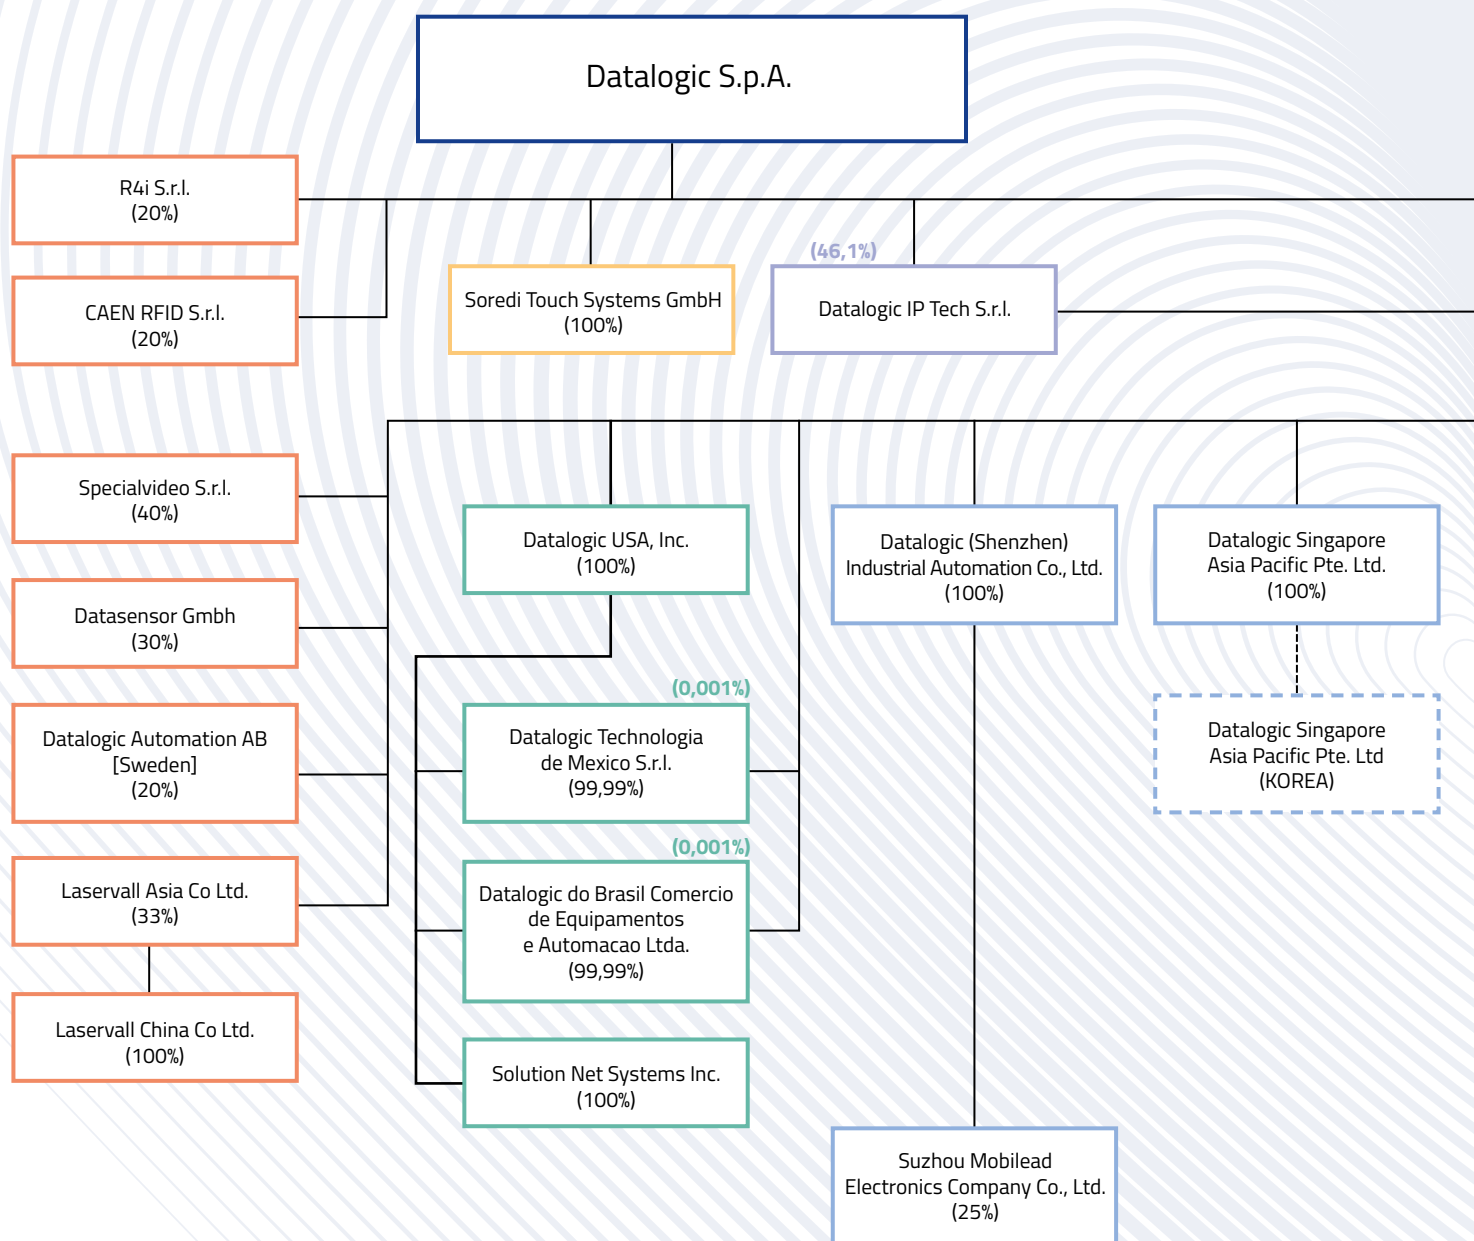 Datalogic S.p.A.
R4i S.r.l.
(20%)
CAEN RFID S.r.l.
(20%)
Soredi Touch Systems GmbH
(100%)
(46,1%)
Datalogic IP Tech S.r.l.
Specialvideo S.r.l.
(40%)
Datasensor Gmbh
(30%)
Datalogic Automation AB
[Sweden]
(20%)
Laservall Asia Co Ltd.
(33%)
Laservall China Co Ltd.
(100%)
Datalogic USA, Inc.
(100%)
(0,001%)
Datalogic Technologia
de Mexico S.r.l.
(99,99%)
(0,001%)
Datalogic do Brasil Comercio
de Equipamentos
e Automacao Ltda.
(99,99%)
Solution Net Systems Inc.
(100%)
Datalogic (Shenzhen)
Industrial Automation Co., Ltd.
(100%)
Suzhou Mobilead
Electronics Company Co., Ltd.
(25%)
Datalogic Singapore
Asia Pacific Pte. Ltd.
(100%)
Datalogic Singapore
Asia Pacific Pte. Ltd
(KOREA)